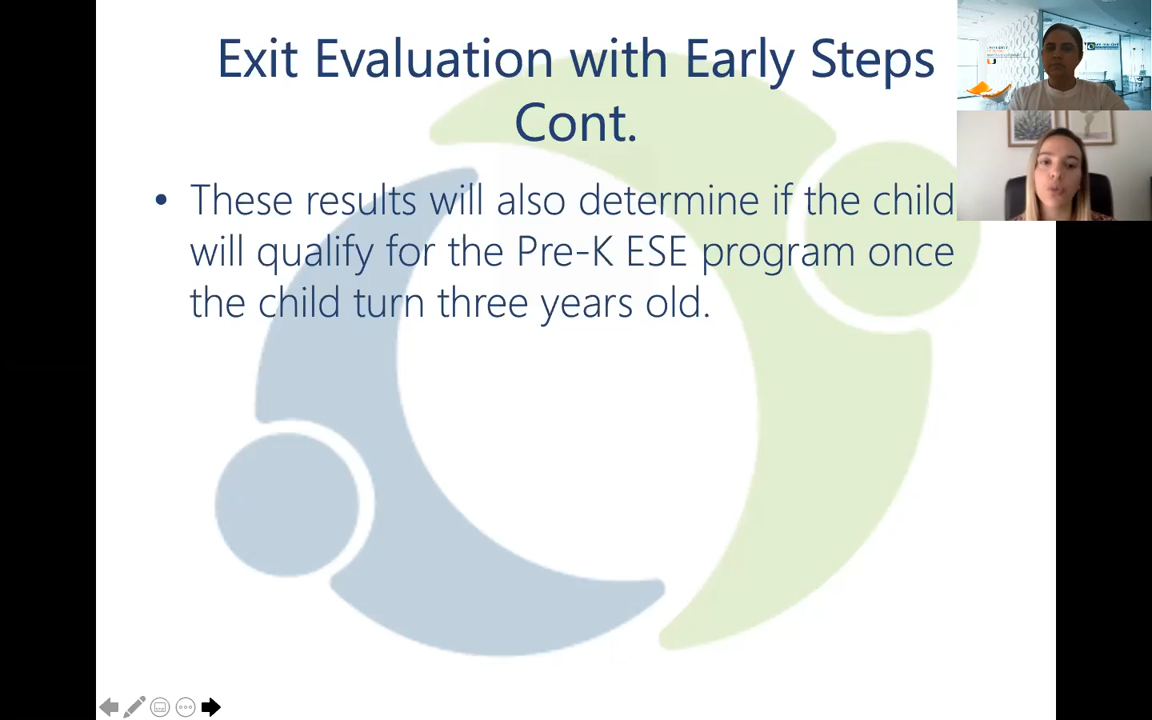 Exit Evaluation with Early Steps
Cont.
• These results will also determine if the child
will qualify for the Pre-K ESE program once
the child turn three years old.